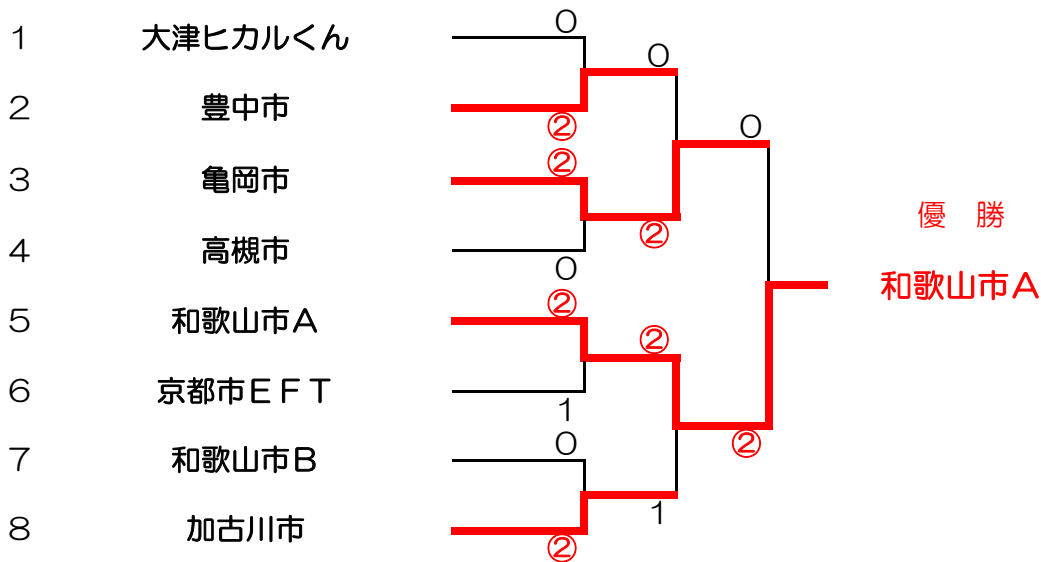 1 大津ヒカルくん 0
0
2 豊中市 ②
0
3 亀岡市 ②
②
4 高槻市 0
優 勝
和歌山市A
5 和歌山市A ②
②
6 京都市EFT 1
②
7 和歌山市B 0
1
8 加古川市 ②